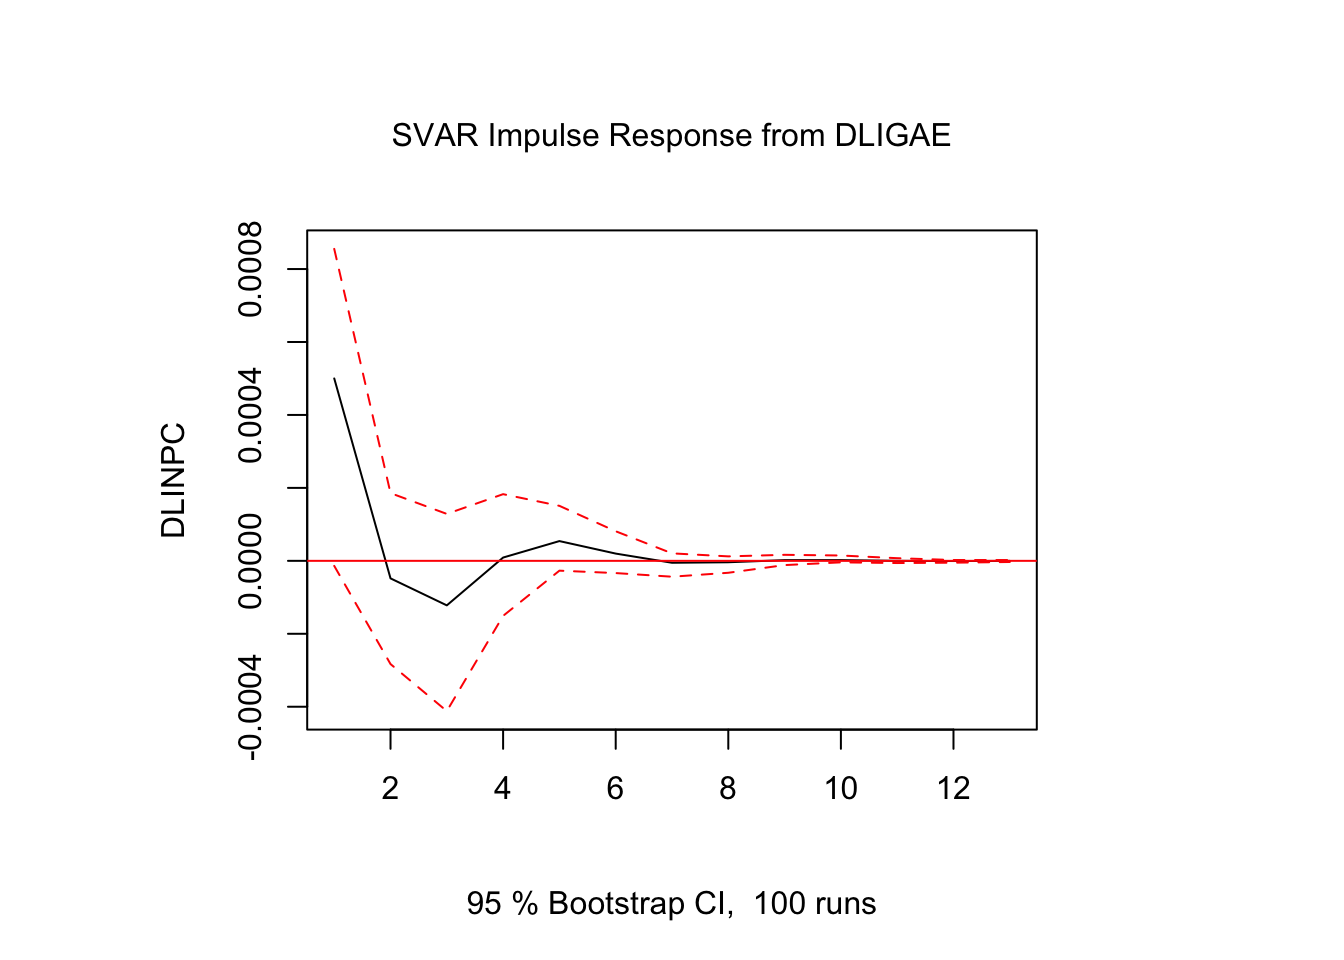 SVAR Impulse Response from DLIGAE
DLINPC
0.0008
0.0004
0.0000
-0.0004
2 4 6 8 10 12
95 % Bootstrap CI,  100 runs